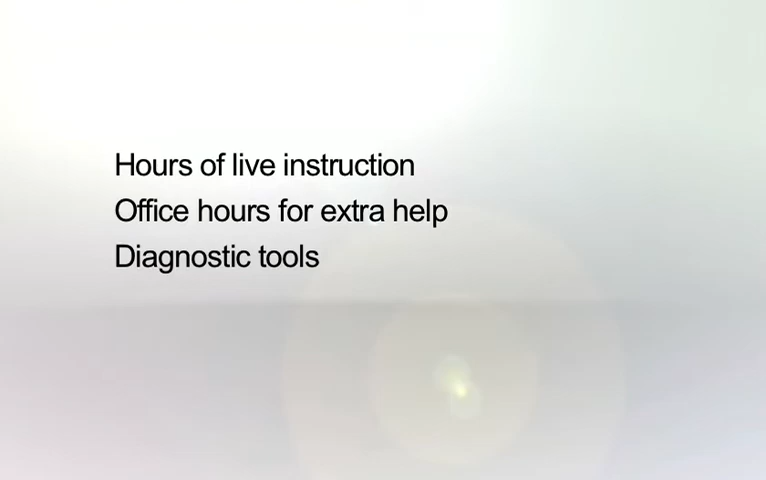 Hours of live instruction
Office hours for extra help
Diagnostic tools